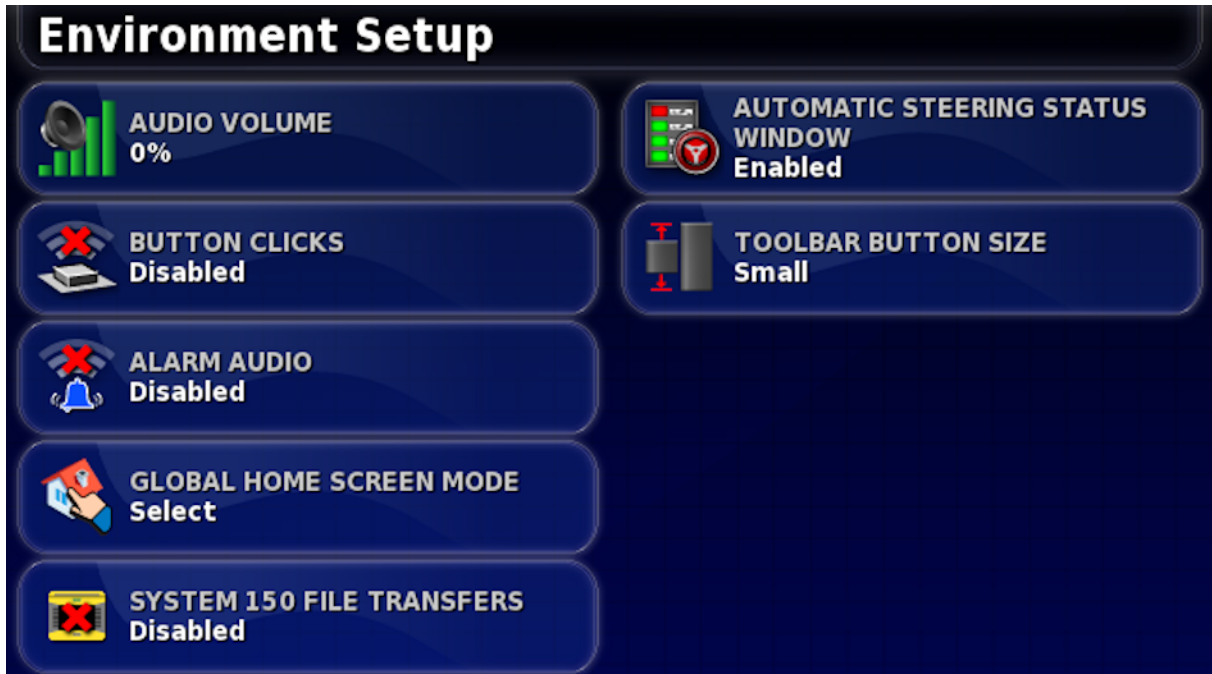 Environment Setup
AUDIO VOLUME
0%
BUTTON CLICKS
Disabled
ALARM AUDIO
Disabled
GLOBAL HOME SCREEN MODE
Select
SYSTEM 150 FILE TRANSFERS
Disabled
AUTOMATIC STEERING STATUS
WINDOW
Enabled
TOOLBAR BUTTON SIZE
Small